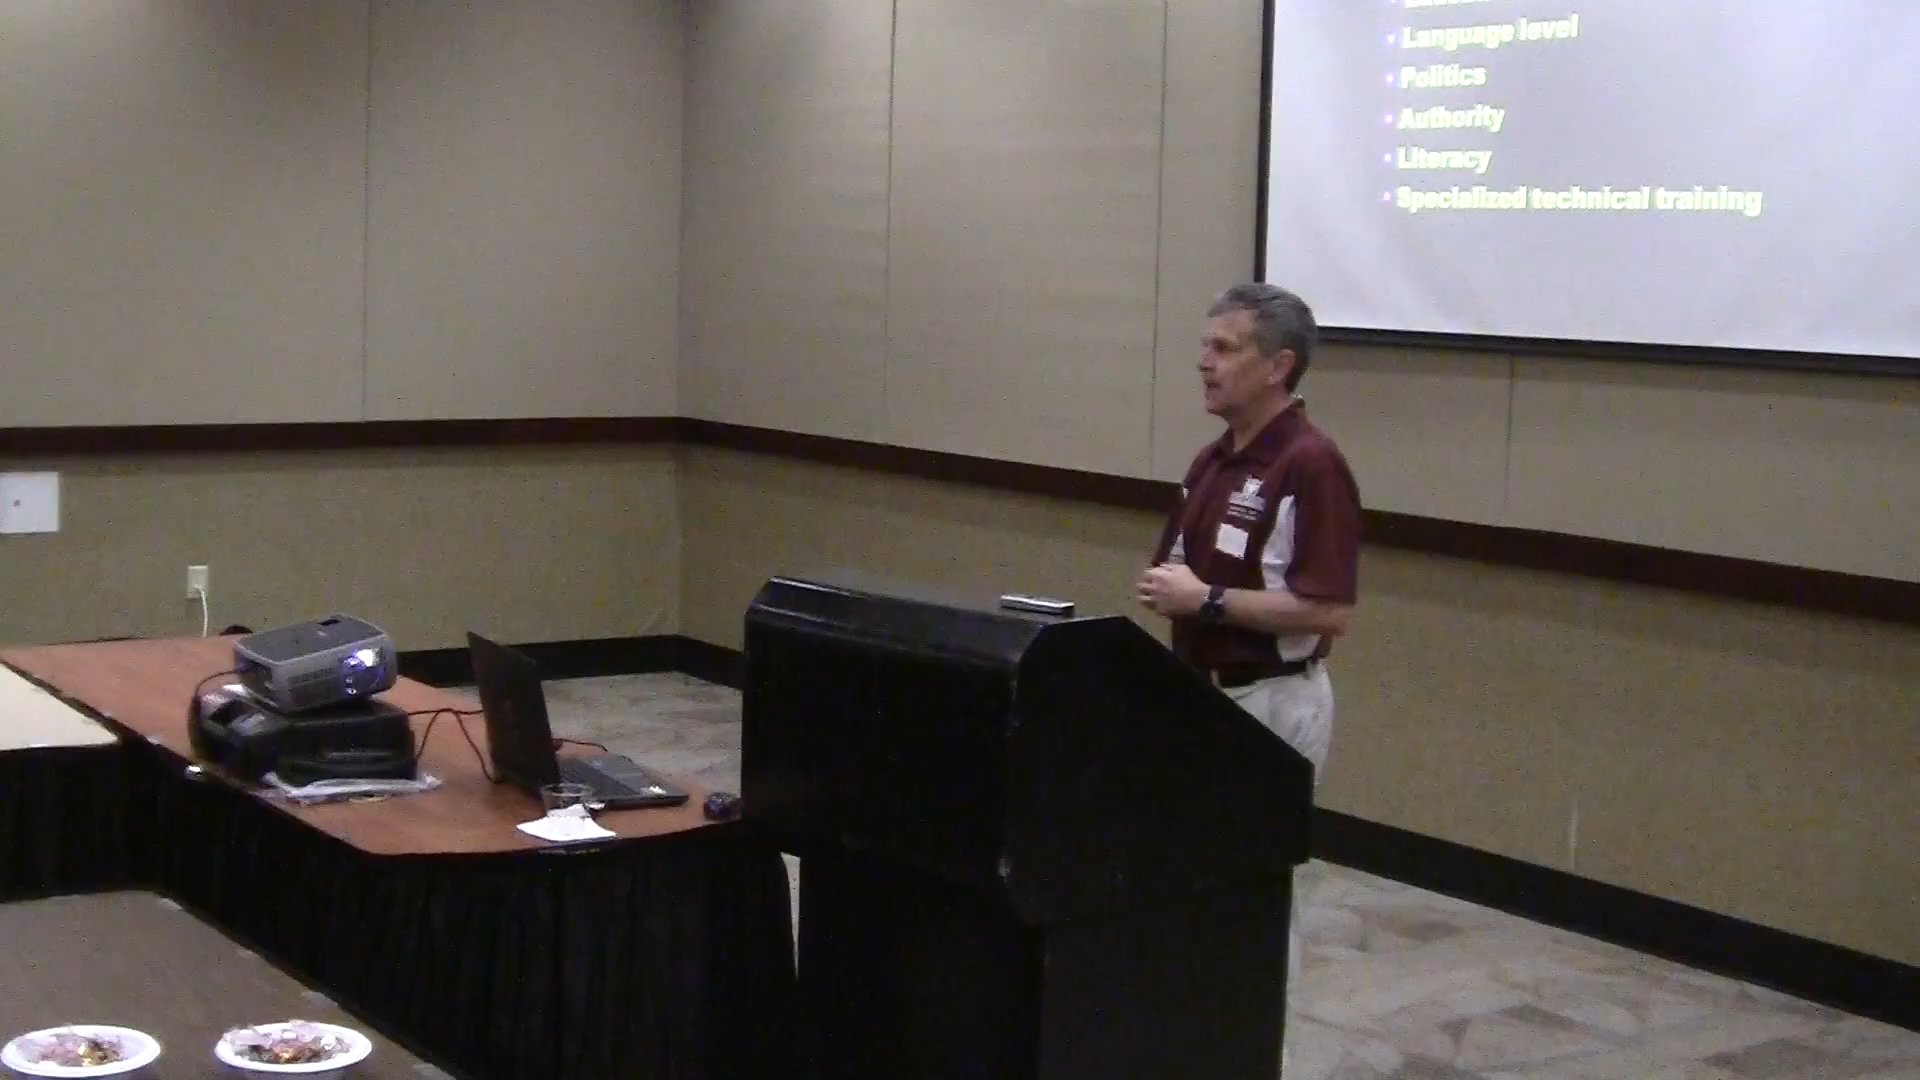 • Language level
• Politics
• Authority
• Literacy
• Specialized technical training